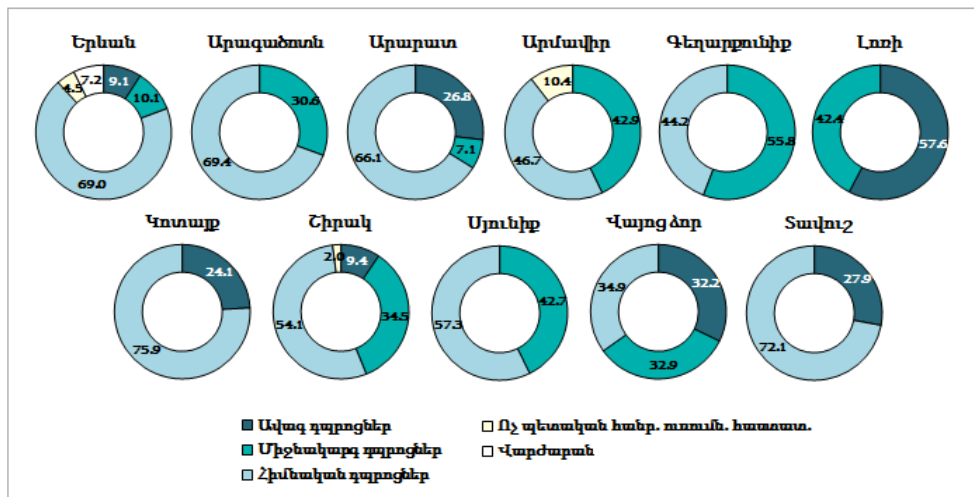 Երևան Արագածոտն Արարատ Արմավիր Գեղարքունիք Լոռի
4.5 7.2 9.1 10.1 69.0
30.6 69.4
26.8 7.1 66.1
10.4 42.9 46.7
44.2 55.8
42.4 57.6
Կոտայք Շիրակ Սյունիք Վայոց ձոր Տավուշ
24.1 75.9
2.0 9.4 34.5 54.1
42.7 57.3
34.9 32.2 32.9
27.9 72.1
Ավագ դպրոցներ
Միջնակարգ դպրոցներ
Հիմնական դպրոցներ
Ոչ պետական հանր. ուսումն. հաստատ.
Վարժարան